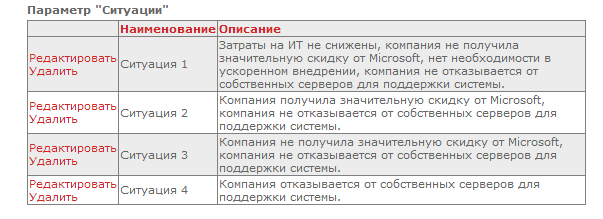 Параметр "Ситуации"
Наименование Описание
Редактировать Удалить Ситуация 1 Затраты на ИТ не снижены, компания не получила
значительную скидку от Microsoft, нет необходимости в
ускоренном внедрении, компания не отказывается от
собственных серверов для поддержки системы.
Редактировать Удалить Ситуация 2 Компания получила значительную скидку от Microsoft,
компания не отказывается от собственных серверов для
поддержки системы.
Редактировать Удалить Ситуация 3 Компания не получила значительную скидку от Microsoft,
компания не отказывается от собственных серверов для
поддержки системы.
Редактировать Удалить Ситуация 4 Компания отказывается от собственных серверов для
поддержки системы.